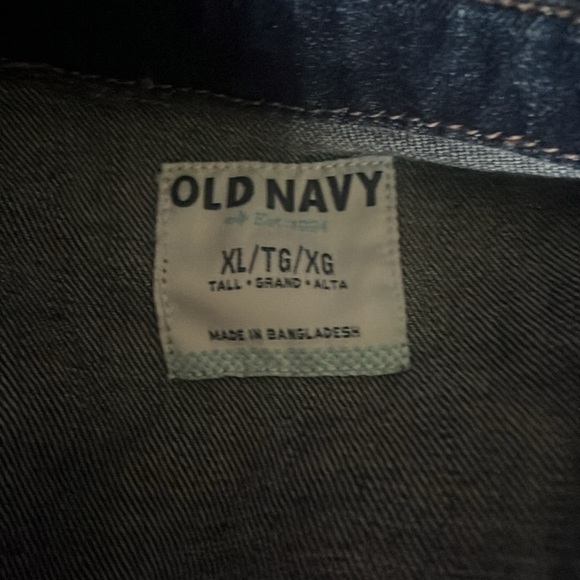 OLD NAVY
XL/TG/XG
TALL • GRAND • ALTA
MADE IN BANGLADESH